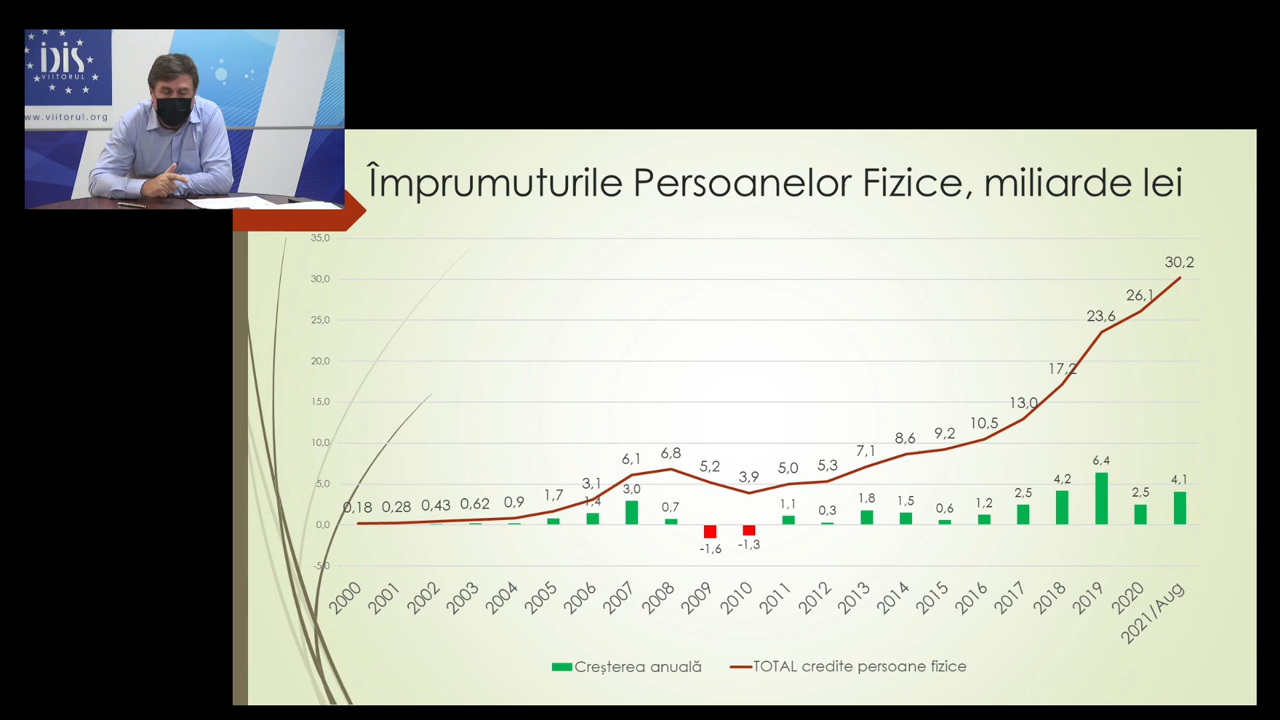 iDiS
VIITORUL
ww.viitorul.org
Împrumuturile Persoanelor Fizice, miliarde lei
35,0
30,0
25,0
20,0
15,0
10,0
5,0
0,0
-5,0
0,18 0,28 0,43 0,62 0,9 1,7 3,1 6,1 6,8 5,2 3,9 5,0 5,3 7,1 8,6 9,2 10,5 13,0 17,2 23,6 26,1 30,2
1,4 3,0 0,7 -1,6 -1,3 1,1 0,3 1,8 1,5 0,6 1,2 2,5 4,2 6,4 2,5 4,1
2000 2001 2002 2003 2004 2005 2006 2007 2008 2009 2010 2011 2012 2013 2014 2015 2016 2017 2018 2019 2020 2021/Aug
Creșterea anuală TOTAL credite persoane fizice